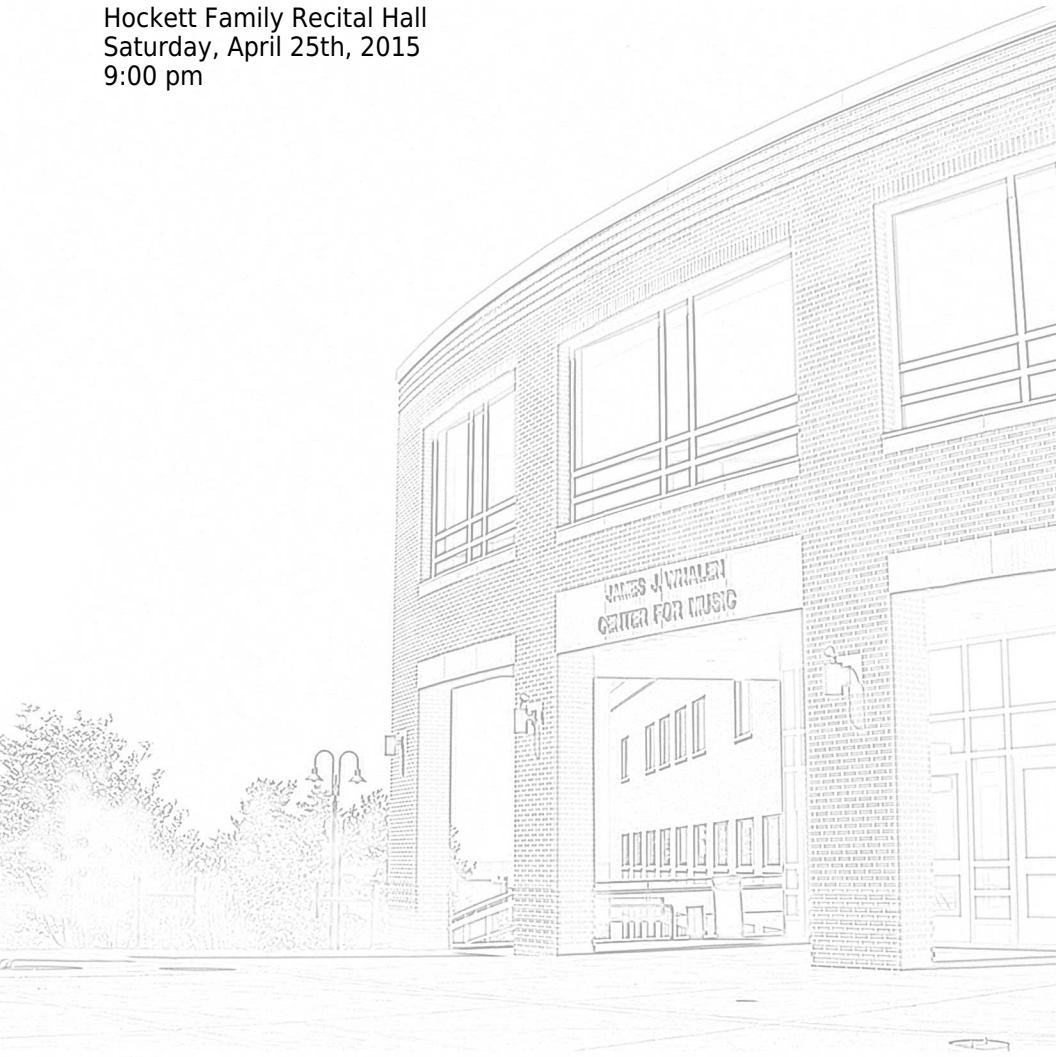 Hockett Family Recital Hall
Saturday, April 25th, 2015
9:00 pm
JAMES J. WHALEN
CENTER FOR MUSIC